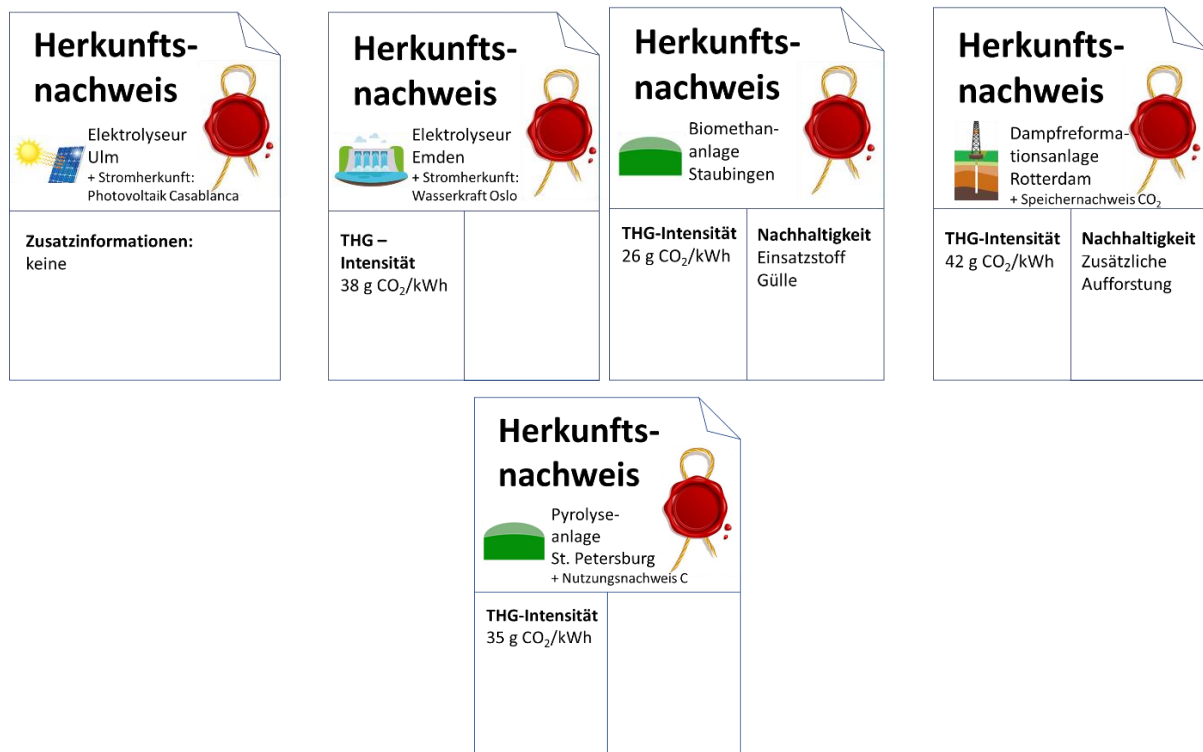 Herkunfts-
nachweis
Elektrolyseur
Ulm
+ Stromherkunft:
Photovoltaik Casablanca
Zusatzinformationen:
keine
Herkunfts-
nachweis
Elektrolyseur
Emden
+ Stromherkunft:
Wasserkraft Oslo
THG –
Intensität
38 g CO₂/kWh
Herkunfts-
nachweis
Biomethan-
anlage
Staubingen
THG-Intensität
26 g CO₂/kWh
Nachhaltigkeit
Einsatzstoff
Gülle
Herkunfts-
nachweis
Dampfreforma-
tionsanlage
Rotterdam
+ Speichernachweis CO₂
THG-Intensität
42 g CO₂/kWh
Nachhaltigkeit
Zusätzliche
Aufforstung
Herkunfts-
nachweis
Pyrolyse-
anlage
St. Petersburg
+ Nutzungsnachweis C
THG-Intensität
35 g CO₂/kWh